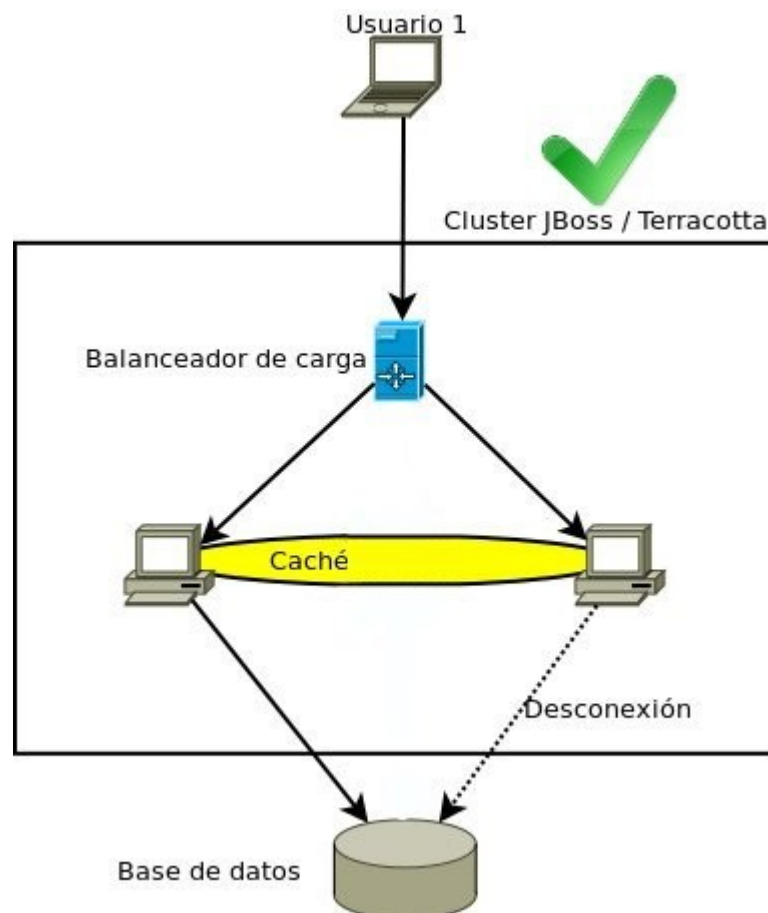 Usuario 1
Cluster JBoss / Terracotta
Balanceador de carga
Caché
Desconexión
Base de datos